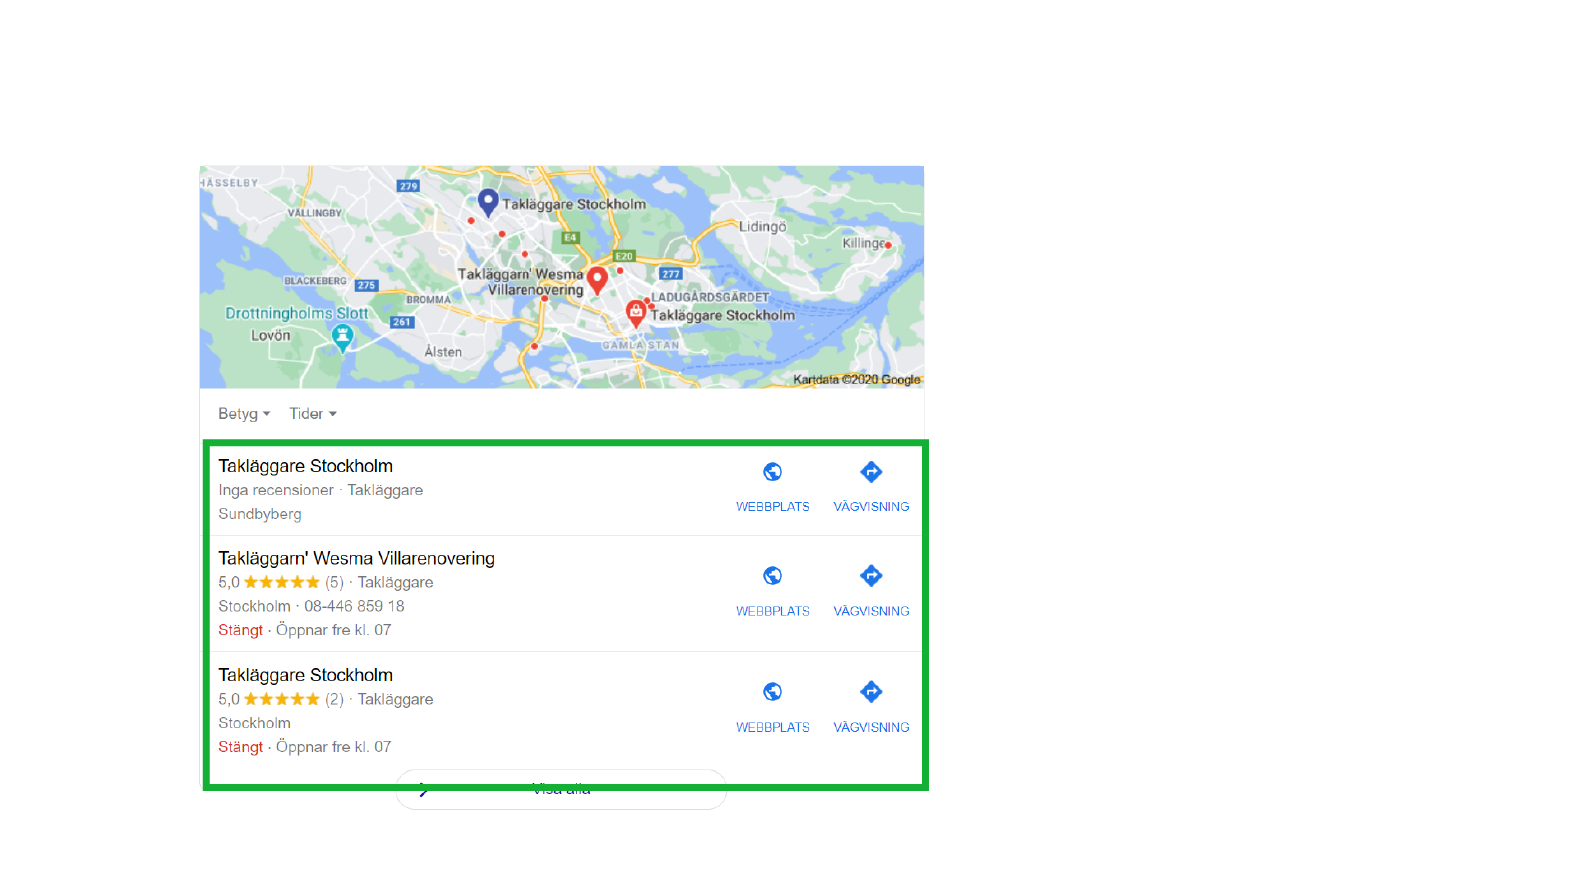 HÄSSELBY
279
VÄLLINGBY
Takläggare Stockholm
Lidingö
E4
Killinge
E20
Takläggarn' Wesma
Villarenovering
277
BLACKEBERG
275
BROMMA
LADUGÅRDSGÄRDET
Drottningholms Slott
261
Takläggare Stockholm
Lovön
Ålsten
GAMLA STAN
Kartdata ©2020 Google
Betyg
Tider
Takläggare Stockholm
Inga recensioner · Takläggare
Sundbyberg
WEBBPLATS
VÄGVISNING
Takläggarn' Wesma Villarenovering
5,0 ★★★★★ (5) · Takläggare
Stockholm · 08-446 859 18
Stängt · Öppnar fre kl. 07
WEBBPLATS
VÄGVISNING
Takläggare Stockholm
5,0 ★★★★★ (2) · Takläggare
Stockholm
Stängt · Öppnar fre kl. 07
WEBBPLATS
VÄGVISNING
Visa alla